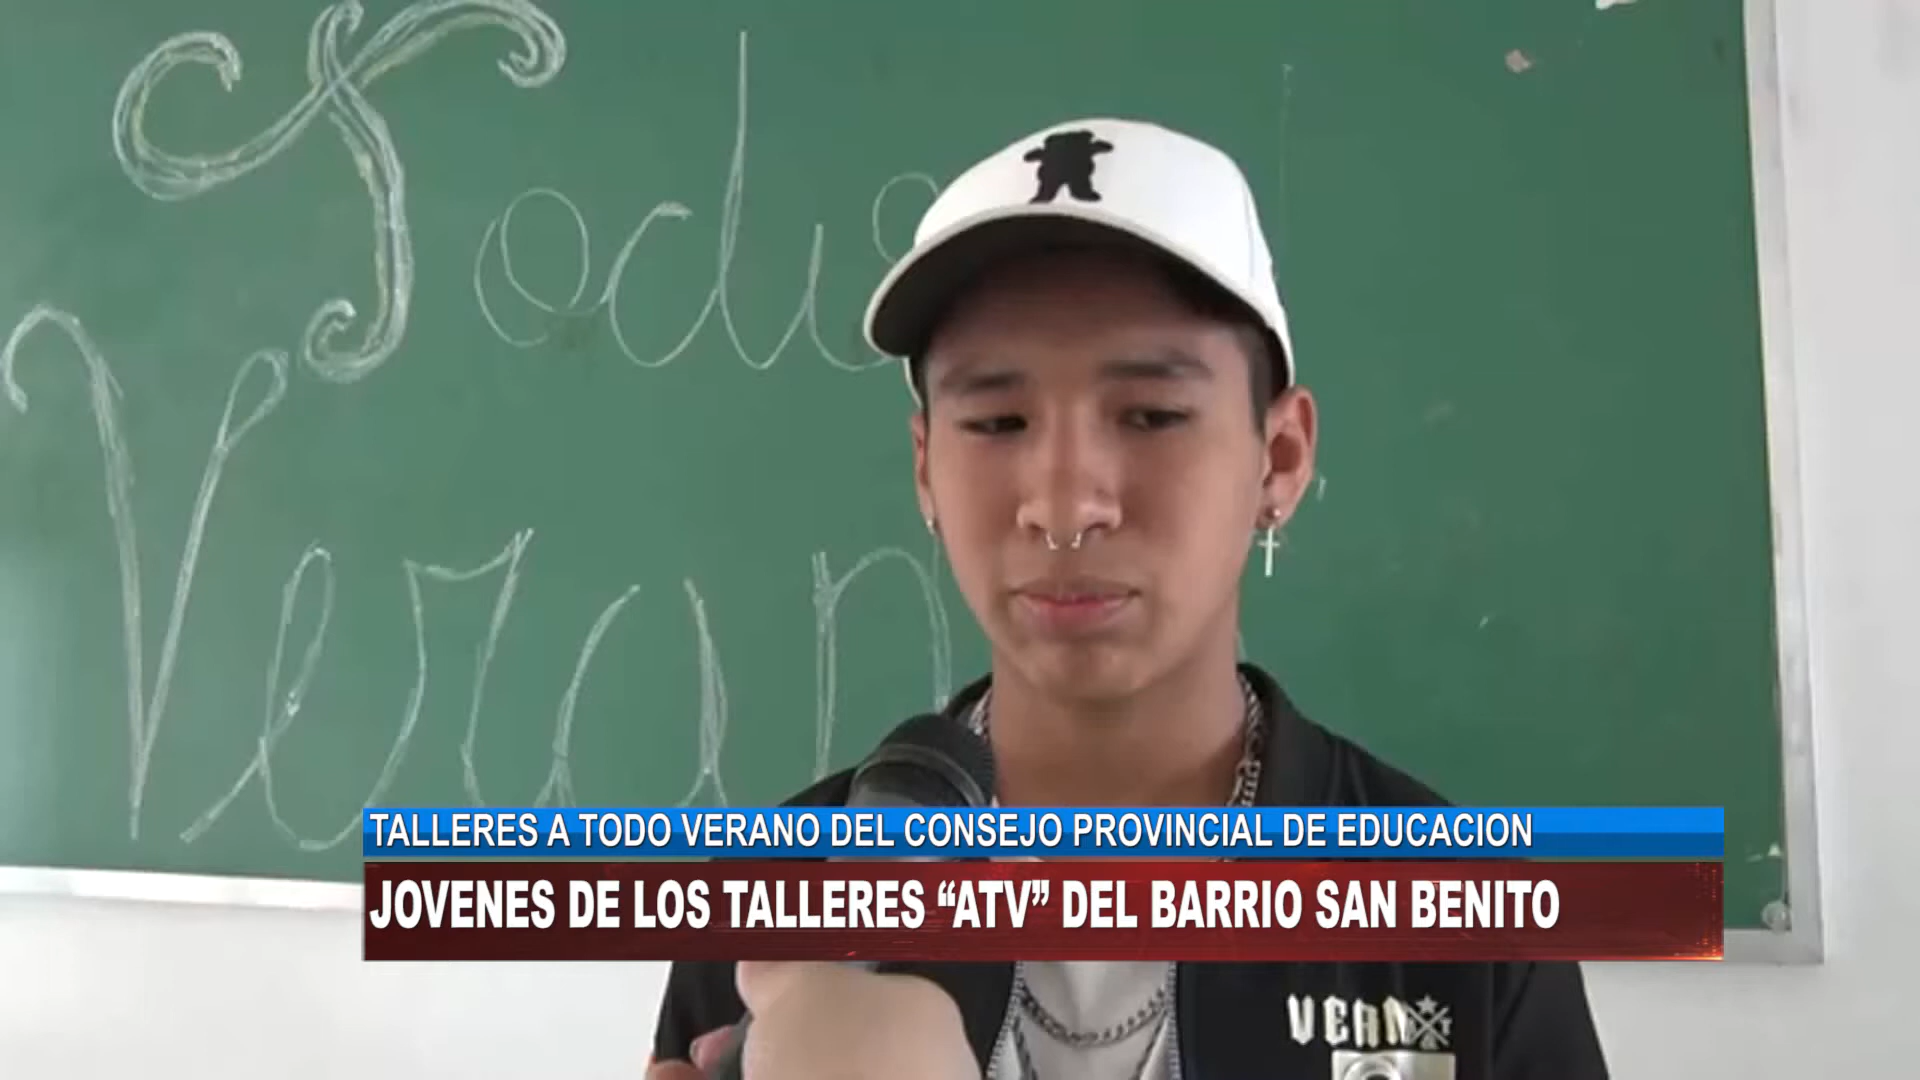 Todo
Verano
TALLERES A TODO VERANO DEL CONSEJO PROVINCIAL DE EDUCACION
JOVENES DE LOS TALLERES “ATV” DEL BARRIO SAN BENITO